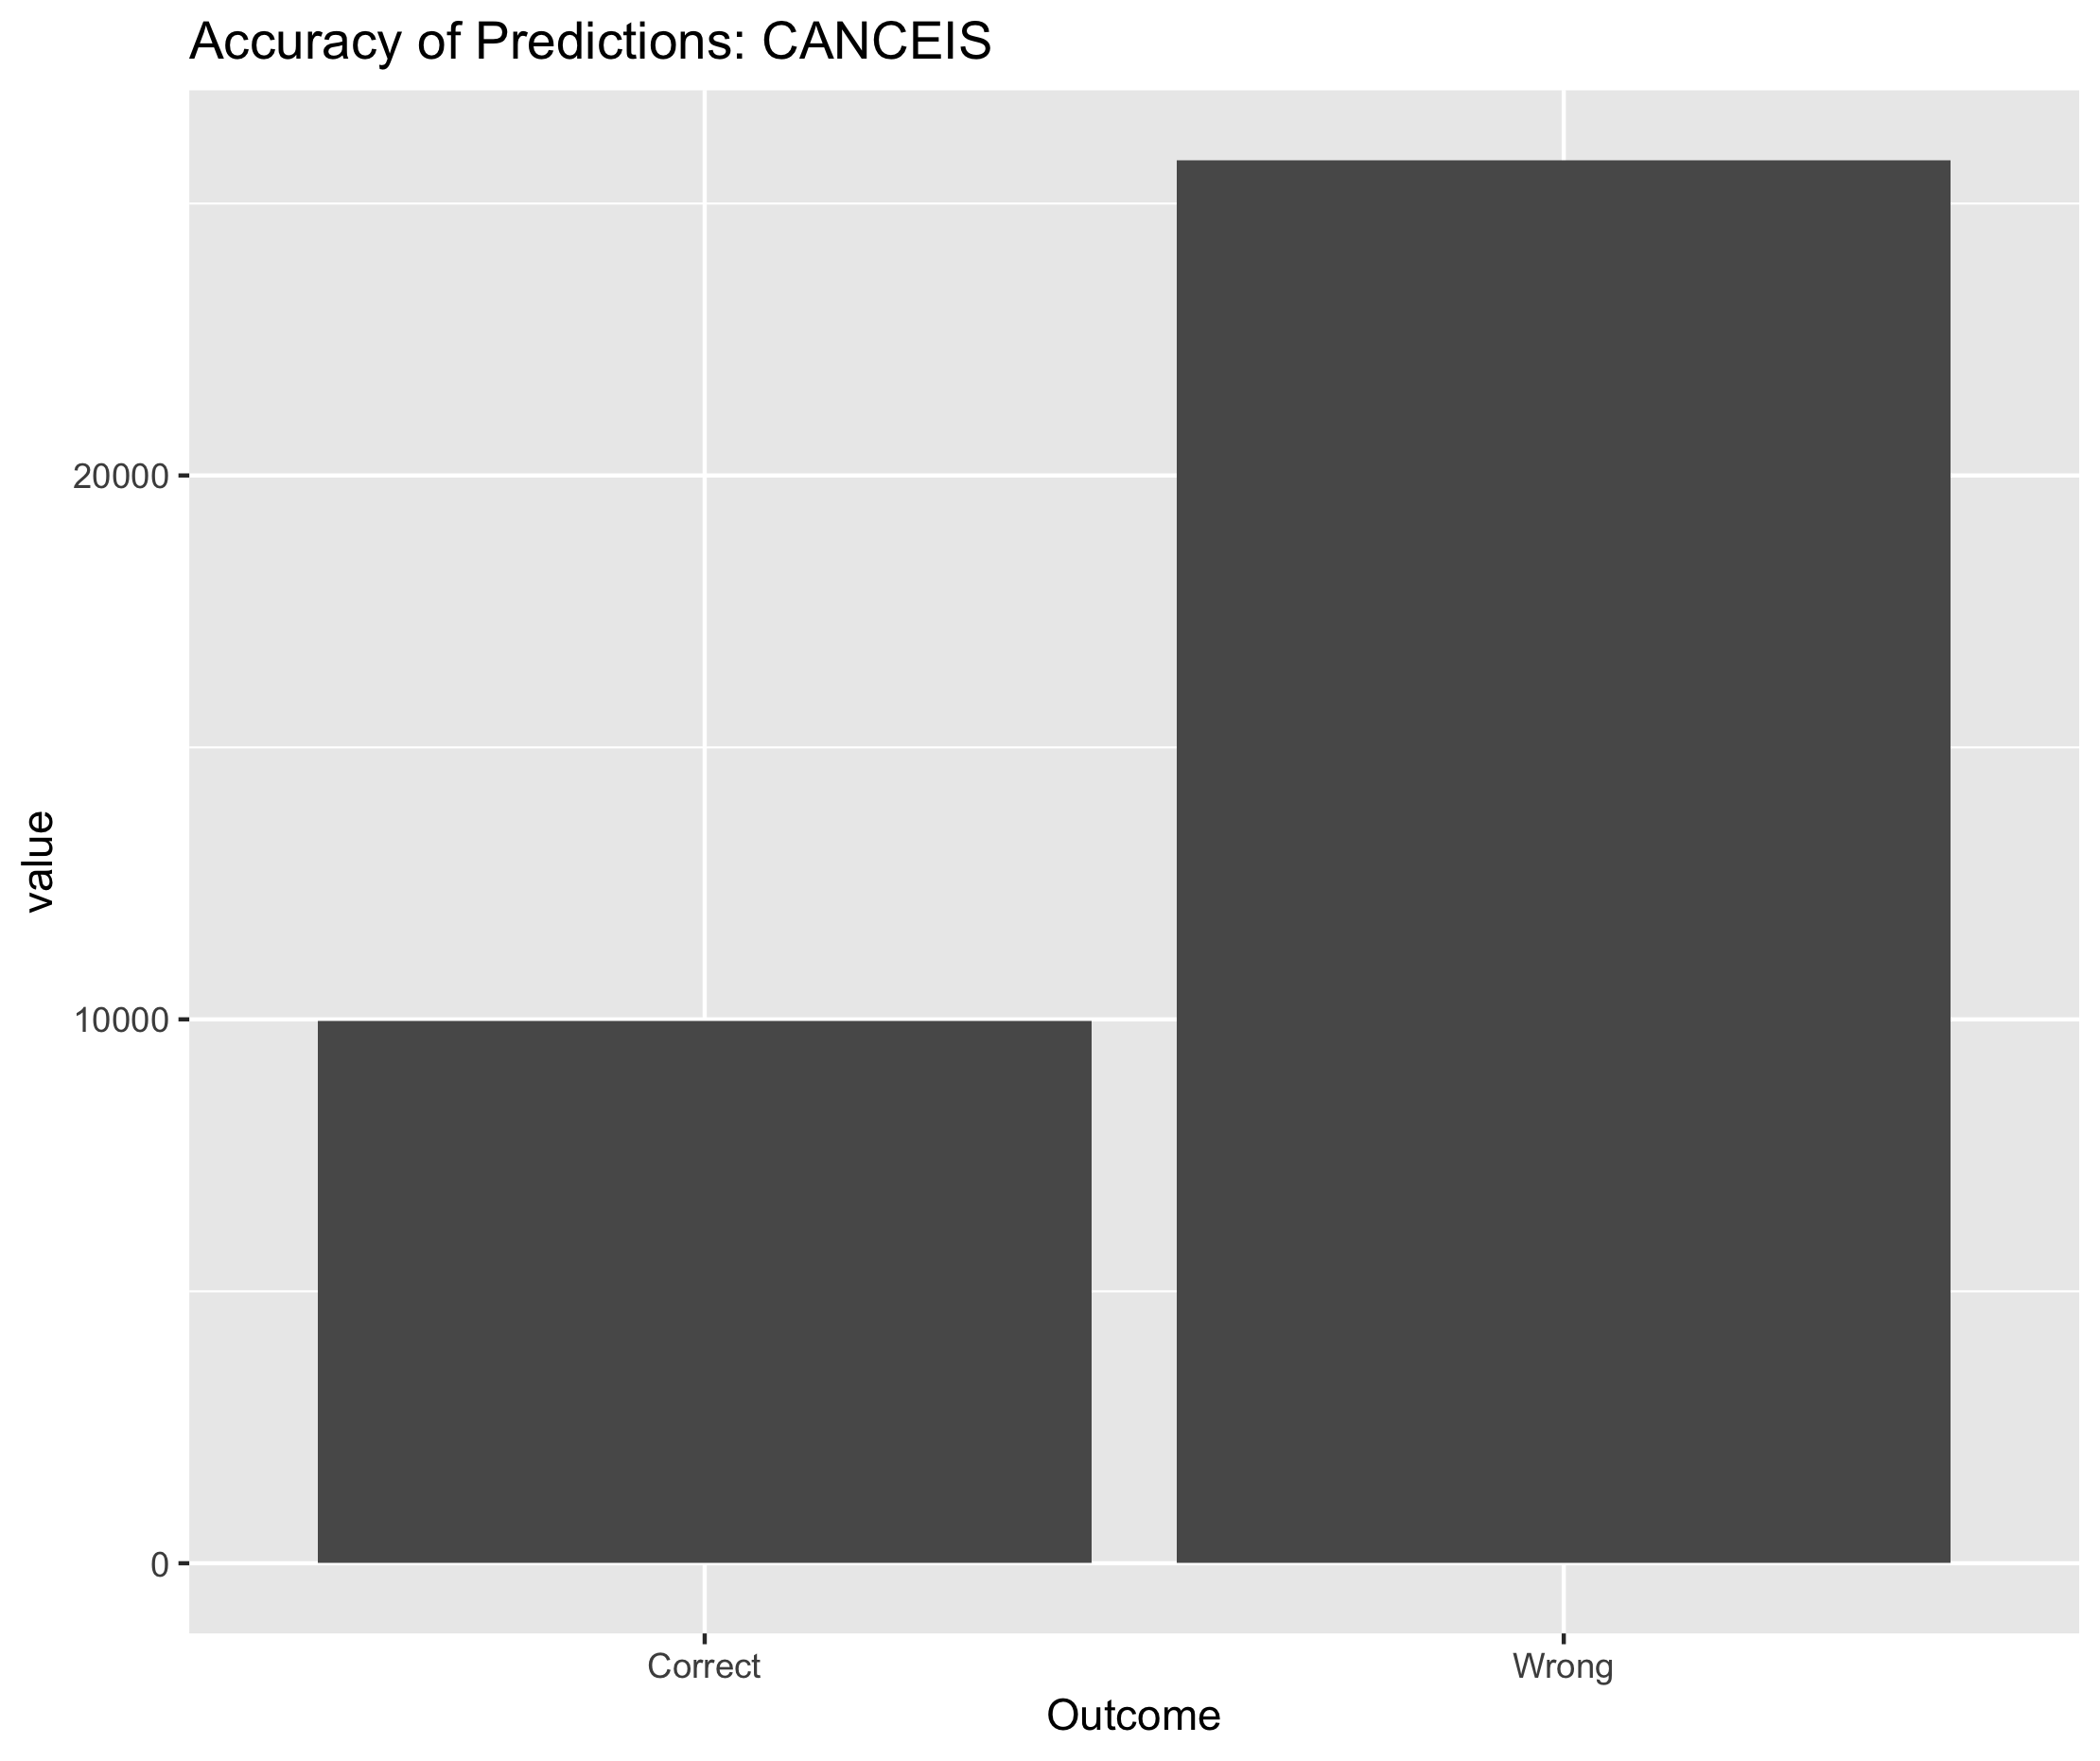 Accuracy of Predictions: CANCEIS
value
20000
10000
0
Correct
Wrong
Outcome